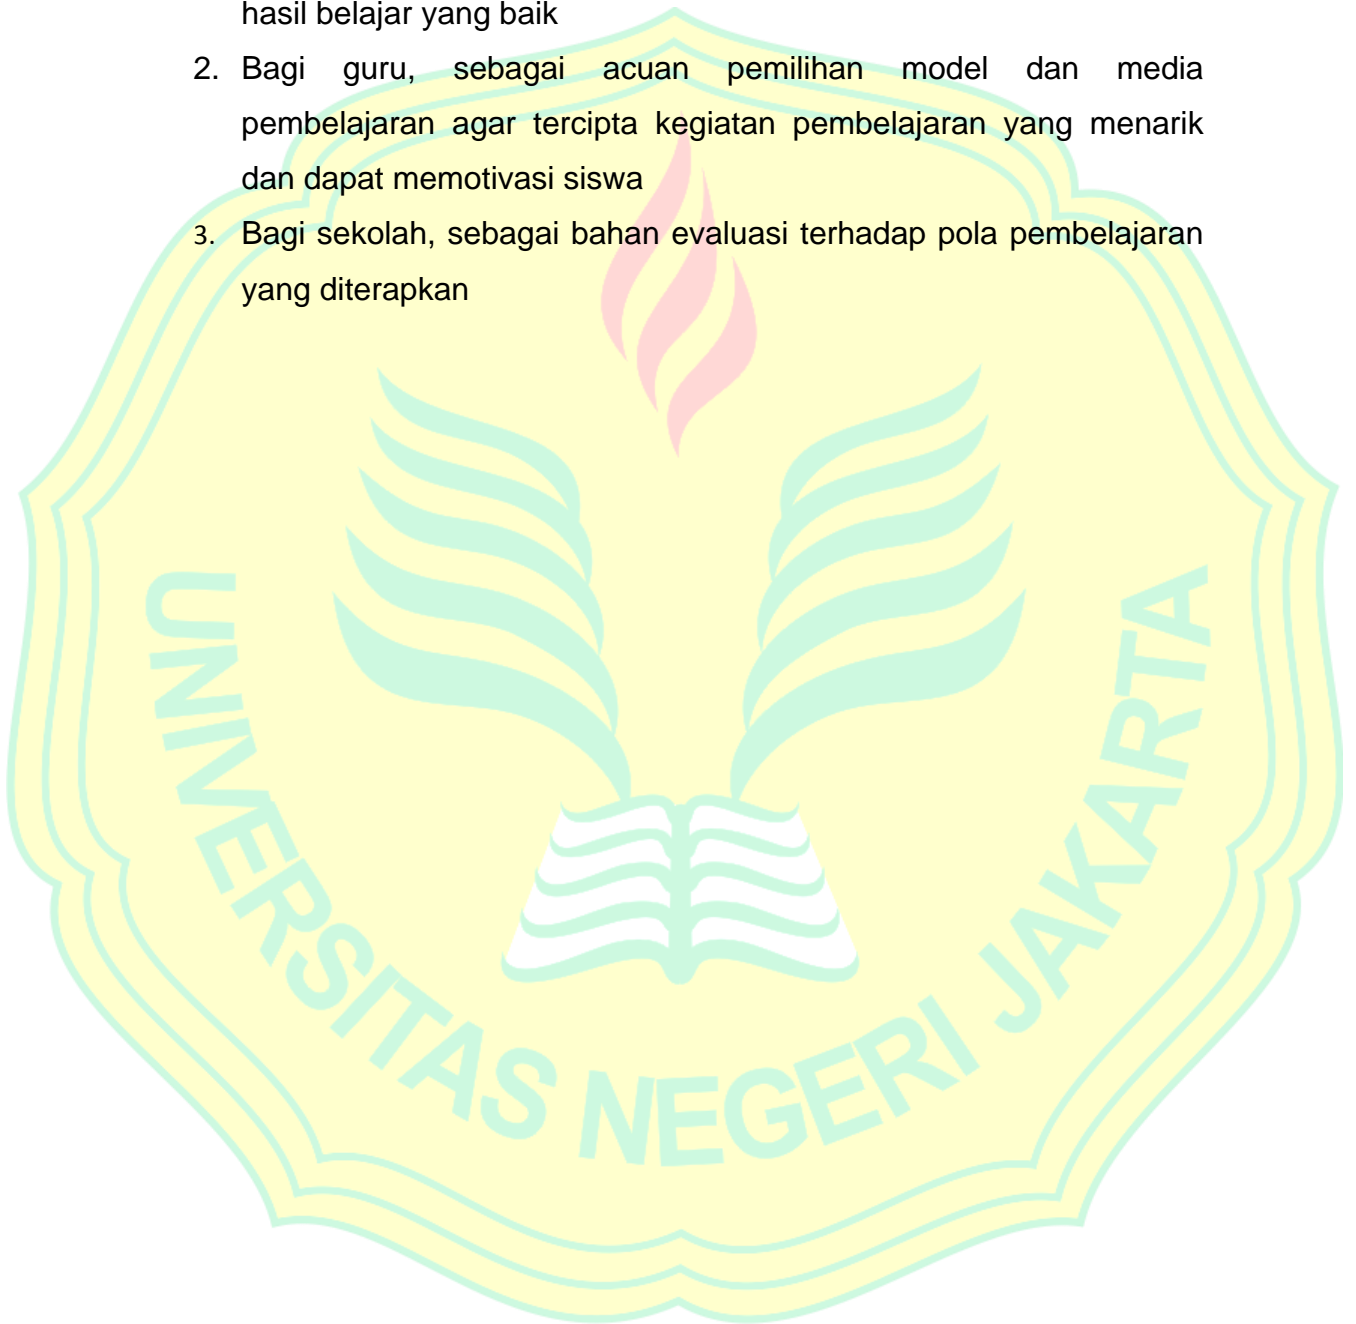 hasil belajar yang baik
2. Bagi guru, sebagai acuan pemilihan model dan media
pembelajaran agar tercipta kegiatan pembelajaran yang menarik
dan dapat memotivasi siswa
3. Bagi sekolah, sebagai bahan evaluasi terhadap pola pembelajaran
yang diterapkan
UNIVERSITAS NEGERI JAKARTA